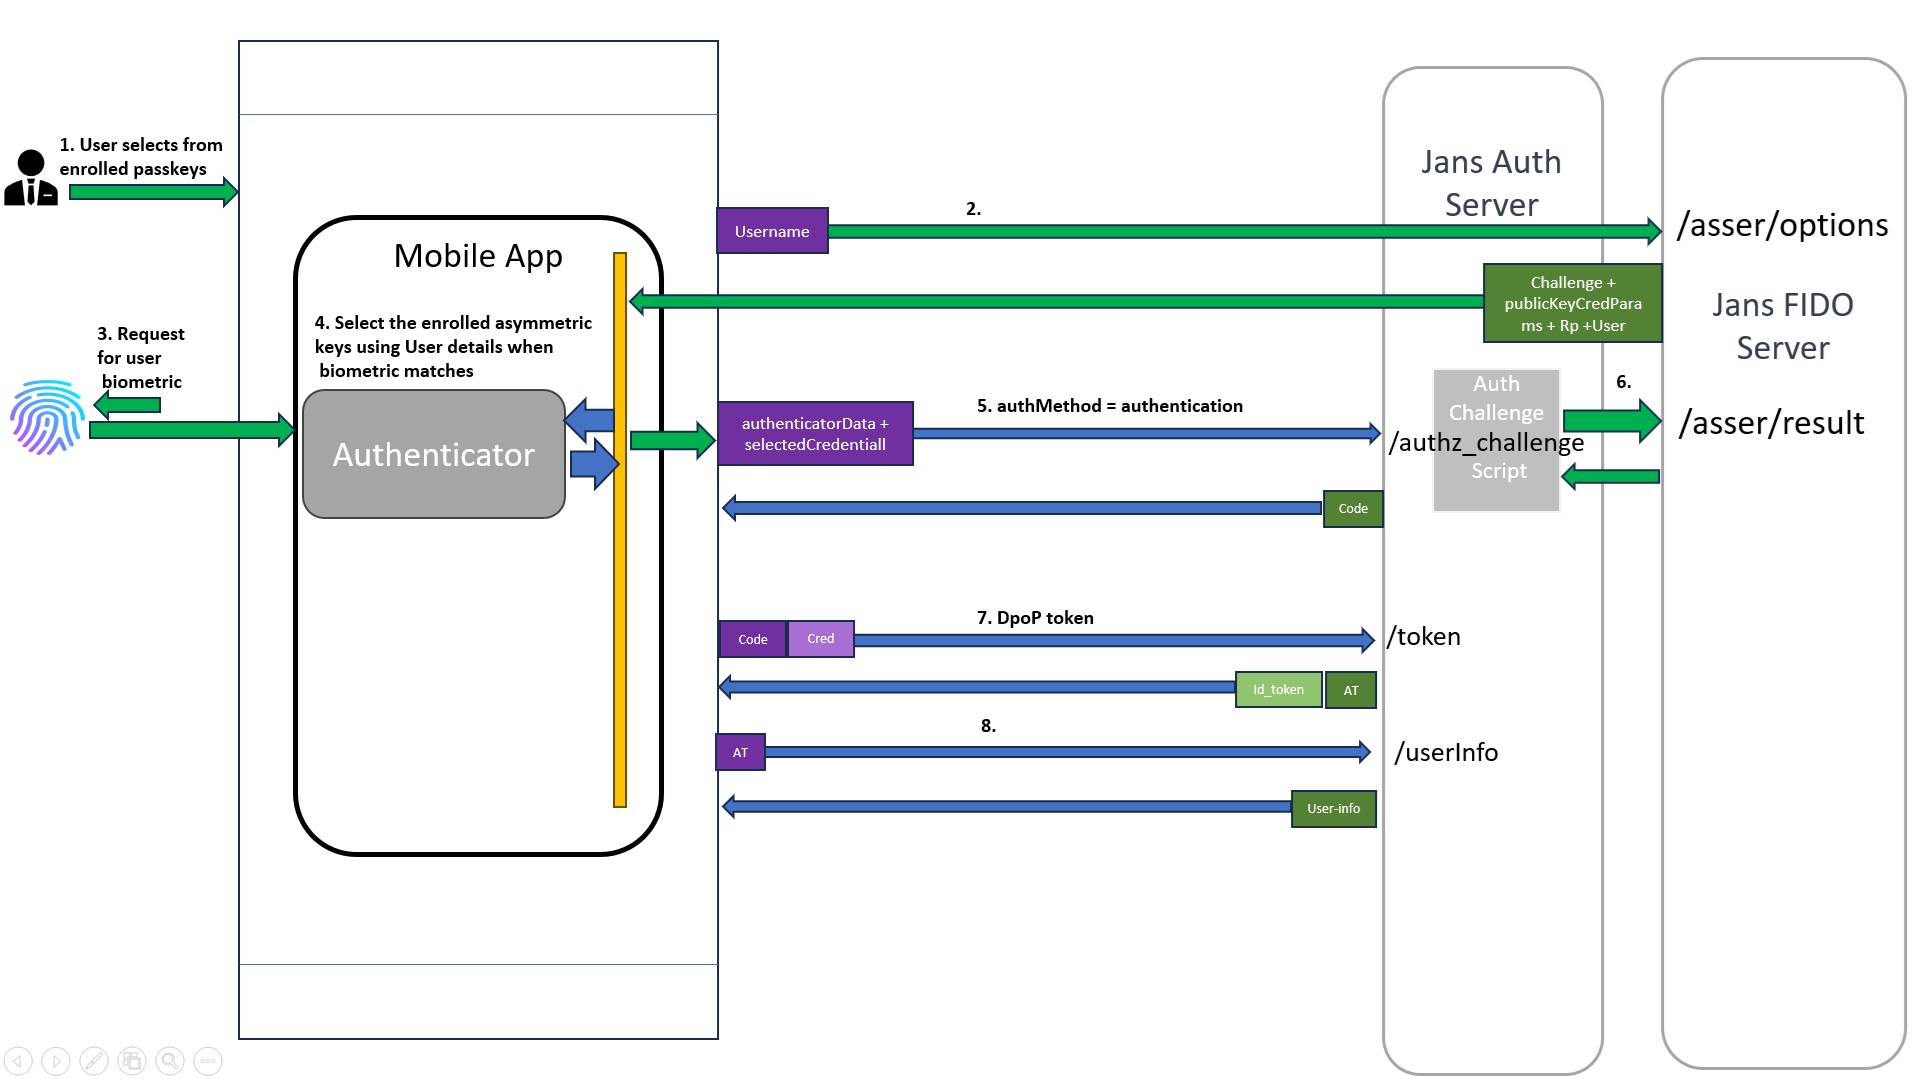 1. User selects from
enrolled passkeys
Mobile App
3. Request
for user
biometric
4. Select the enrolled asymmetric
keys using User details when
biometric matches
Authenticator
Username
2.
Jans Auth
Server
/asser/options
Challenge +
publicKeyCredPara
ms + Rp +User
Jans FIDO
Server
authenticatorData +
selectedCredentiall
5. authMethod = authentication
Auth
Challenge
/authz_challenge
Script
6.
/asser/result
Code
Code
Cred
7. DpoP token
/token
Id_token
AT
AT
8.
/userInfo
User-info